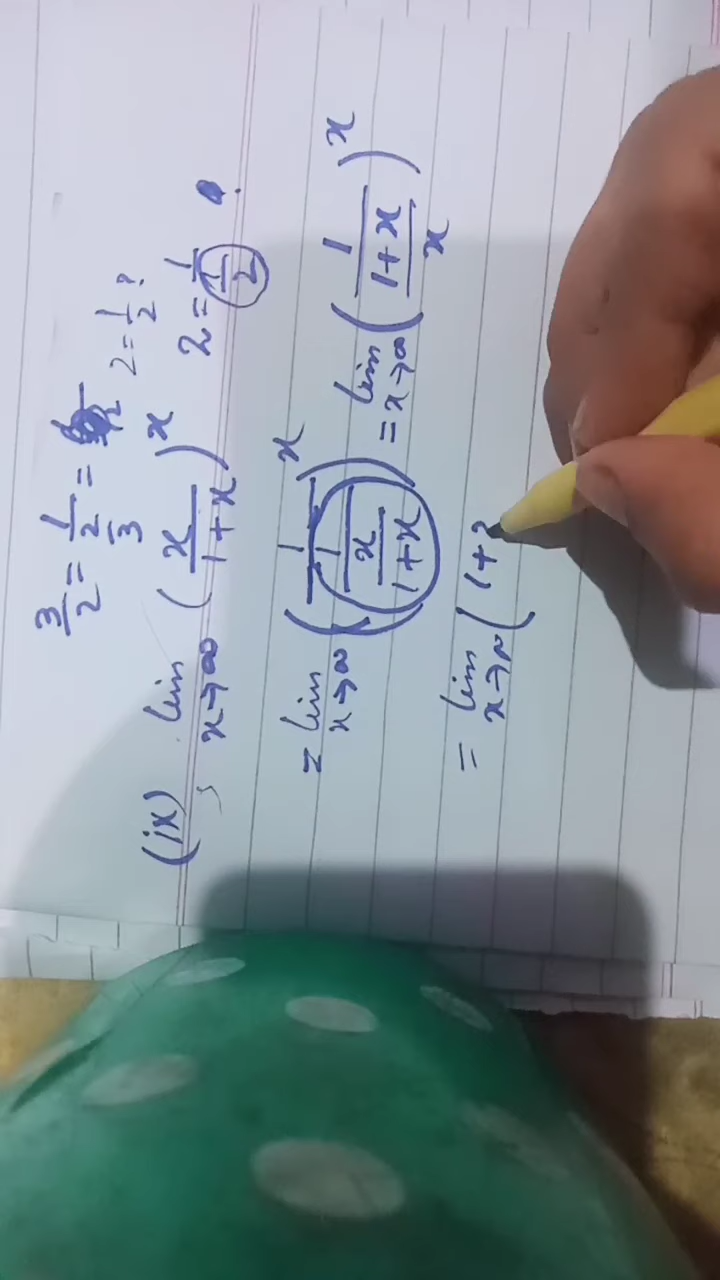 3/2 = 1/(2/3) =
2 = 1/2 ?
(ix) lim x→∞ (x/(1+x))^x
2 = 1/(1/2)
= lim x→∞ (1/(1/(x/(1+x))))^x = lim x→∞ (1/((1+x)/x))^x
= lim x→ ( 1+